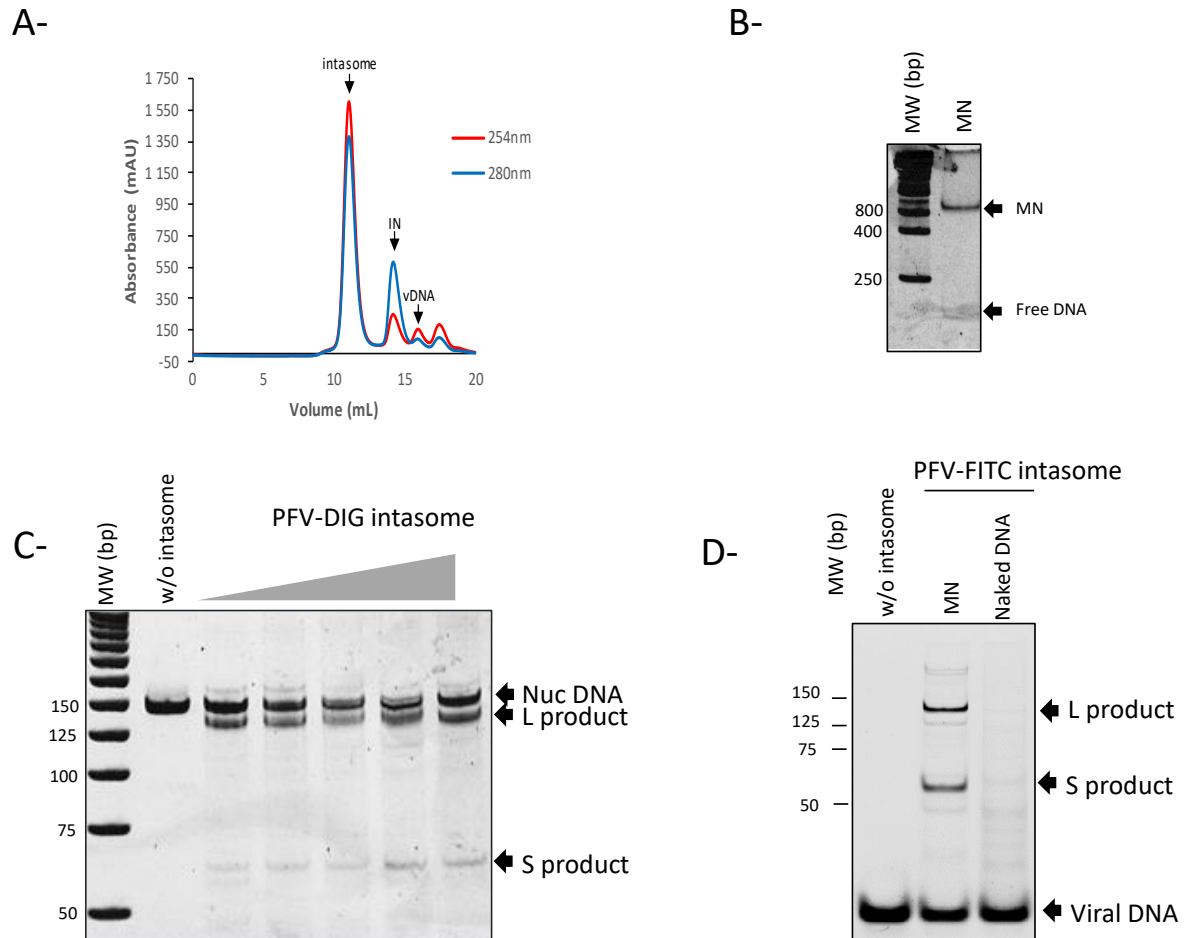 A-
intasome
1 750
1 550
1 350
1 150
950
750
550
350
150
-50
Absorbance (mAU)
254nm
280nm
IN
vDNA
0
5
10
15
20
Volume (mL)
B-
MW (bp)
MN
800
400
250
MN
Free DNA
C-
MW (bp)
w/o intasome
PFV-DIG intasome
150
125
100
75
50
Nuc DNA
L product
S product
D-
PFV-FITC intasome
MW (bp)
w/o intasome
MN
Naked DNA
150
125
75
50
L product
S product
Viral DNA